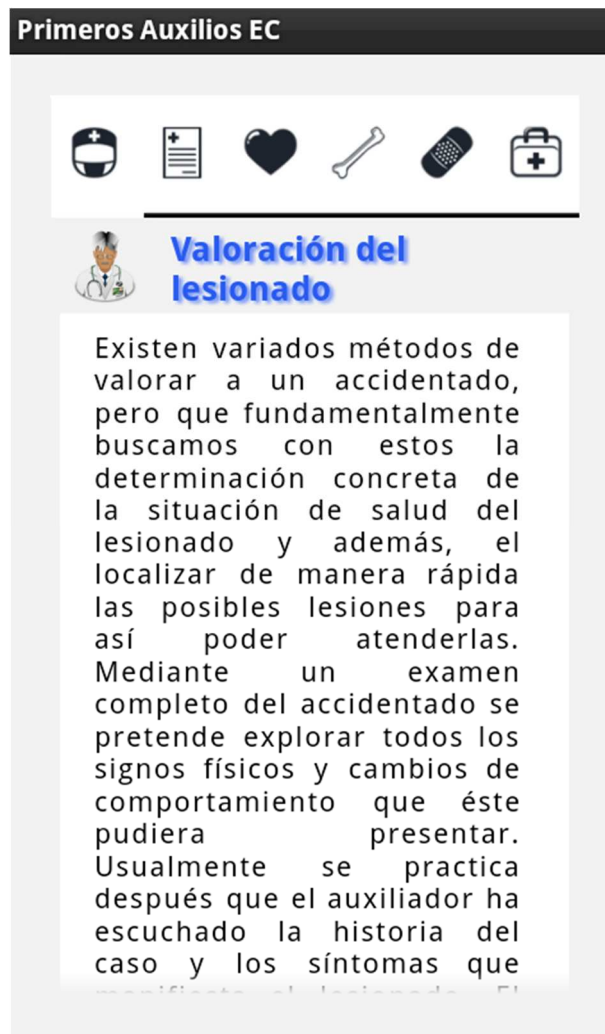 Primeros Auxilios EC
Valoración del
lesionado
Existen variados métodos de
valorar a un accidentado,
pero que fundamentalmente
buscamos con estos la
determinación concreta de
la situación de salud del
lesionado y además, el
localizar de manera rápida
las posibles lesiones para
así poder atenderlas.
Mediante un examen
completo del accidentado se
pretende explorar todos los
signos físicos y cambios de
comportamiento que éste
pudiera presentar.
Usualmente se practica
después que el auxiliador ha
escuchado la historia del
caso y los síntomas que